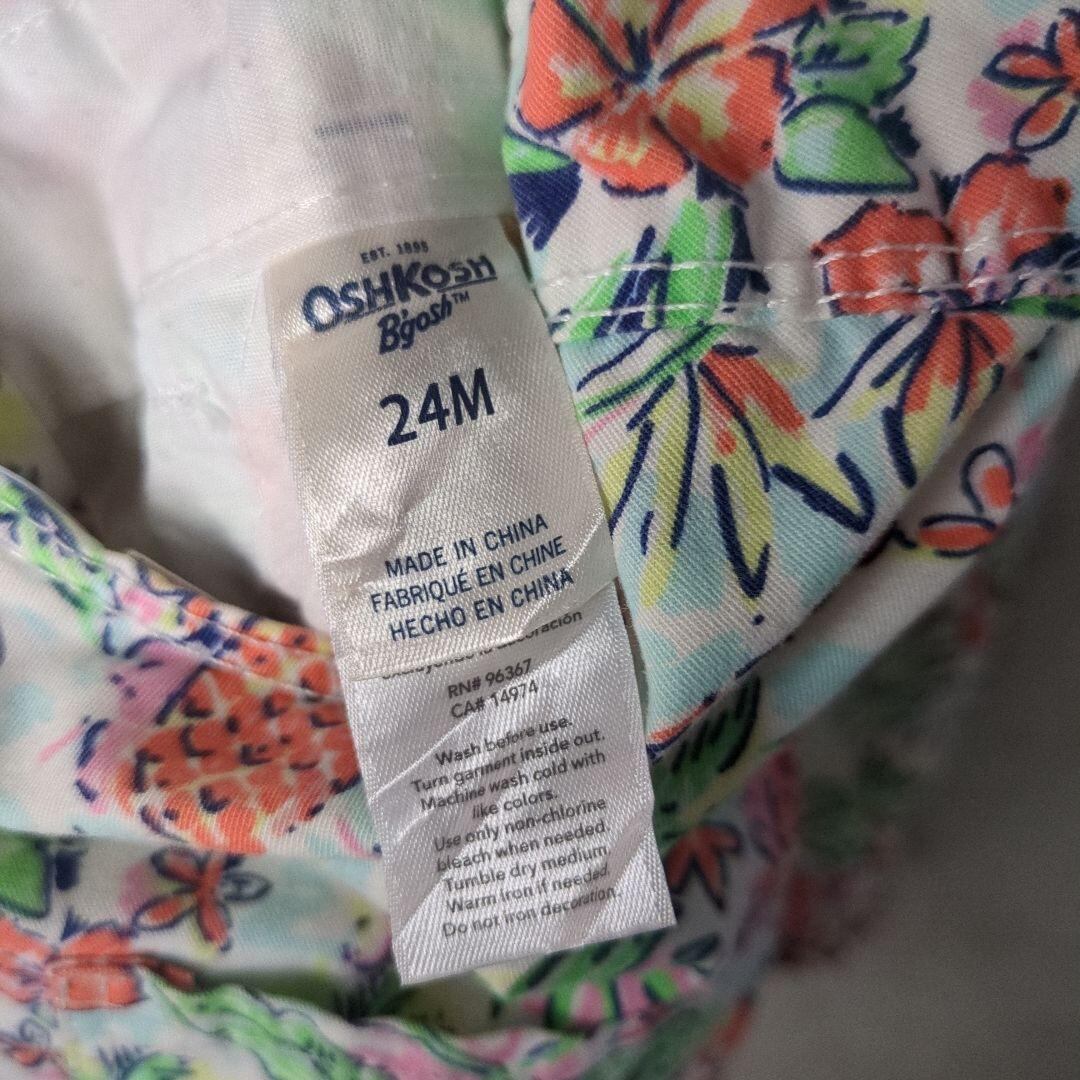 EST. 1895
OSHKOSH
B'gosh™
24M
MADE IN CHINA
FABRIQUÉ EN CHINE
HECHO EN CHINA
la decoración
RN# 96367
CA# 14974
Wash before use.
Turn garment inside out.
Machine wash cold with
like colors.
Use only non-chlorine
bleach when needed.
Tumble dry medium
Warm iron if needed.
Do not iron decoration.